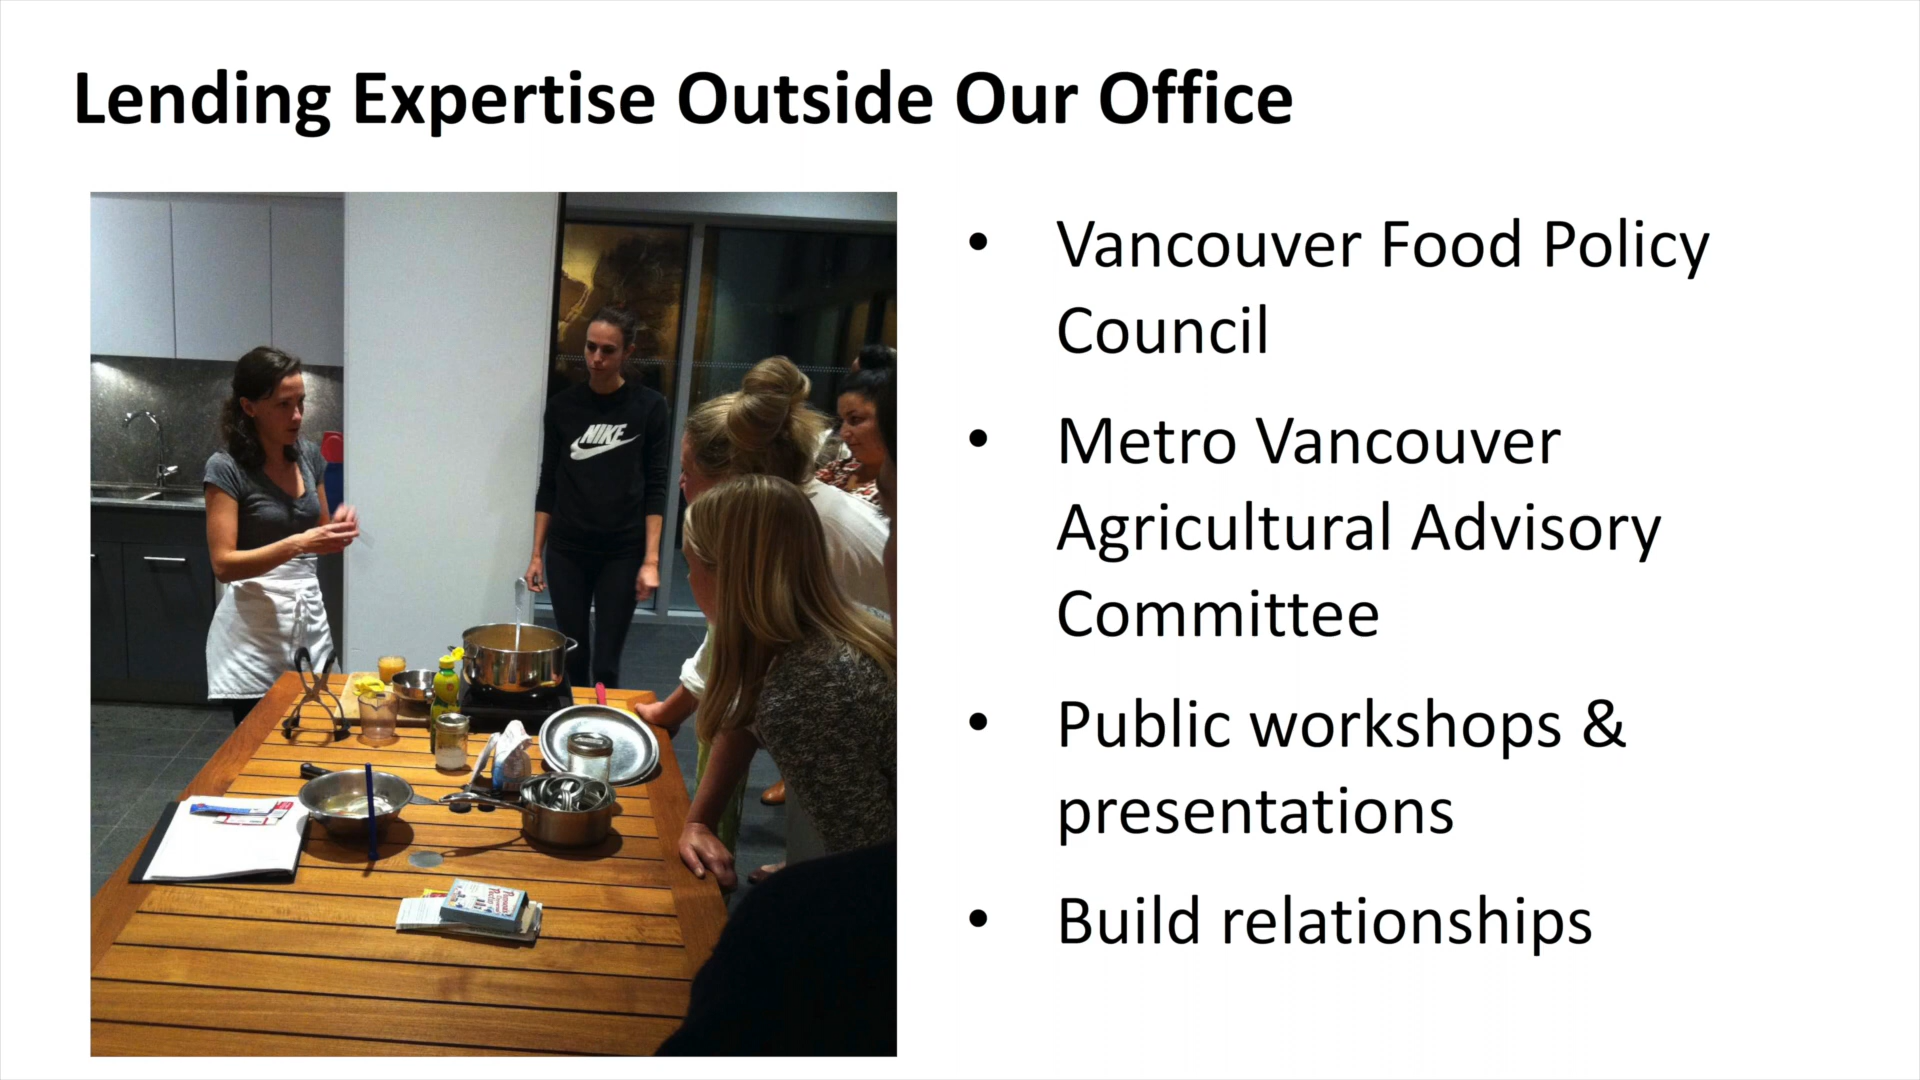 Lending Expertise Outside Our Office
NIKE
• Vancouver Food Policy
Council
• Metro Vancouver
Agricultural Advisory
Committee
• Public workshops &
presentations
• Build relationships